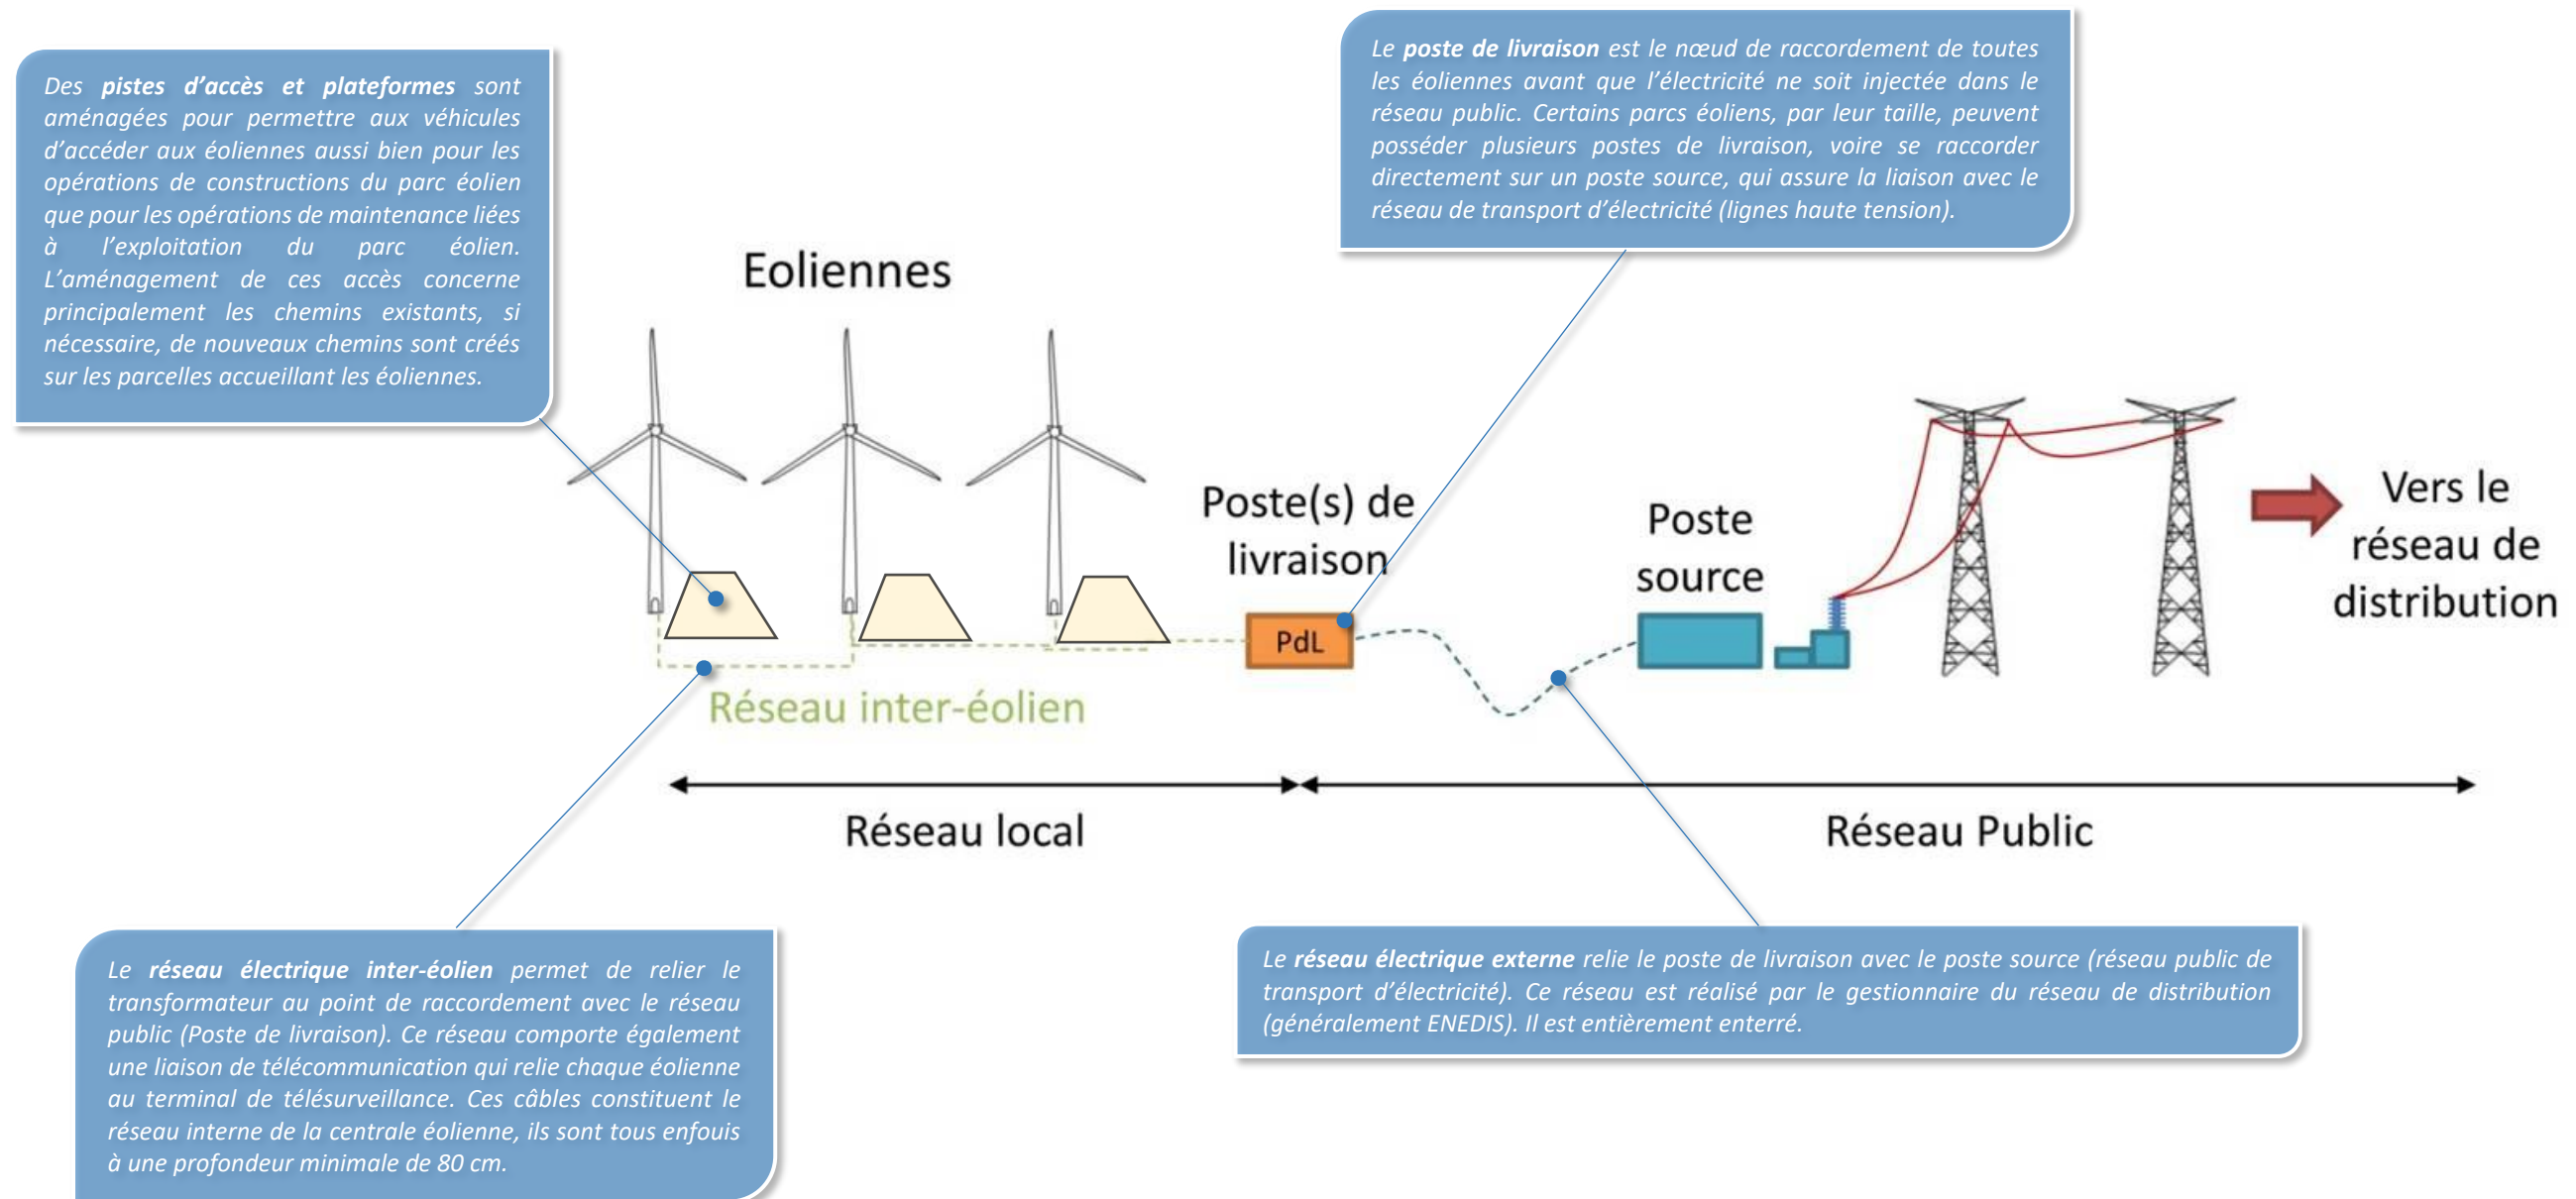 Des pistes d'accès et plateformes sont
aménagées pour permettre aux véhicules
d'accéder aux éoliennes aussi bien pour les
opérations de constructions du parc éolien
que pour les opérations de maintenance liées
à l'exploitation du parc éolien.
L'aménagement de ces accès concerne
principalement les chemins existants, si
nécessaire, de nouveaux chemins sont créés
sur les parcelles accueillant les éoliennes.
Le poste de livraison est le nœud de raccordement de toutes
les éoliennes avant que l'électricité ne soit injectée dans le
réseau public. Certains parcs éoliens, par leur taille, peuvent
posséder plusieurs postes de livraison, voire se raccorder
directement sur un poste source, qui assure la liaison avec le
réseau de transport d'électricité (lignes haute tension).
Eoliennes
Poste(s) de
livraison
PdL
Poste
source
Vers le
réseau de
distribution
Réseau inter-éolien
Réseau local
Réseau Public
Le réseau électrique inter-éolien permet de relier le
transformateur au point de raccordement avec le réseau
public (Poste de livraison). Ce réseau comporte également
une liaison de télécommunication qui relie chaque éolienne
au terminal de télésurveillance. Ces câbles constituent le
réseau interne de la centrale éolienne, ils sont tous enfouis
à une profondeur minimale de 80 cm.
Le réseau électrique externe relie le poste de livraison avec le poste source (réseau public de
transport d'électricité). Ce réseau est réalisé par le gestionnaire du réseau de distribution
(généralement ENEDIS). Il est entièrement enterré.